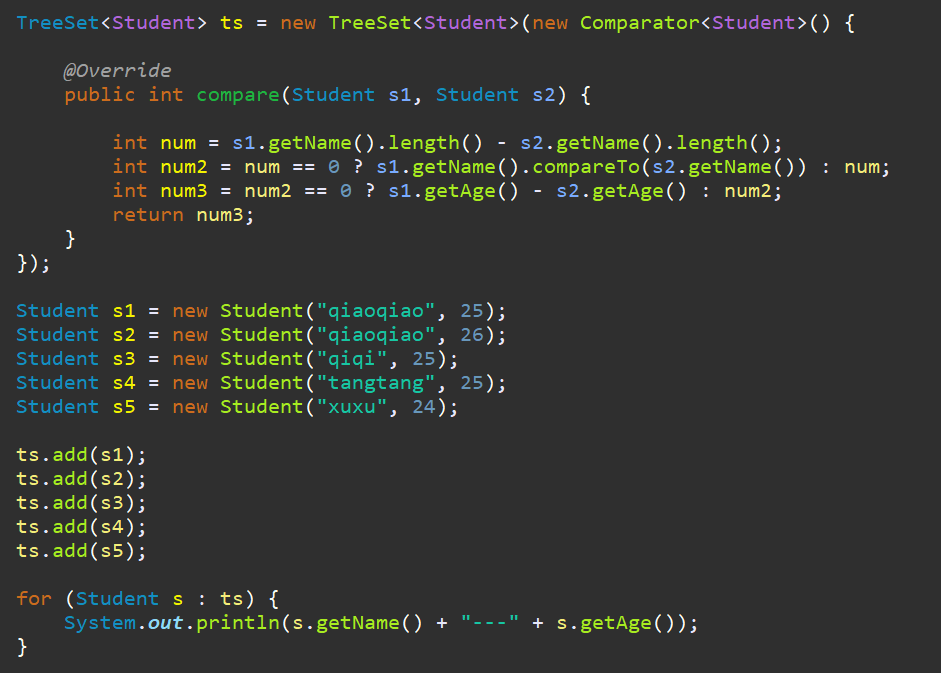 TreeSet<Student> ts = new TreeSet<Student>(new Comparator<Student>() {
@Override
public int compare(Student s1, Student s2) {
int num = s1.getName().length() - s2.getName().length();
int num2 = num == 0 ? s1.getName().compareTo(s2.getName()) : num;
int num3 = num2 == 0 ? s1.getAge() - s2.getAge() : num2;
return num3;
}
});
Student s1 = new Student("qiaoqiao", 25);
Student s2 = new Student("qiaoqiao", 26);
Student s3 = new Student("qiqi", 25);
Student s4 = new Student("tangtang", 25);
Student s5 = new Student("xuxu", 24);
ts.add(s1);
ts.add(s2);
ts.add(s3);
ts.add(s4);
ts.add(s5);
for (Student s : ts) {
System.out.println(s.getName() + "---" + s.getAge());
}